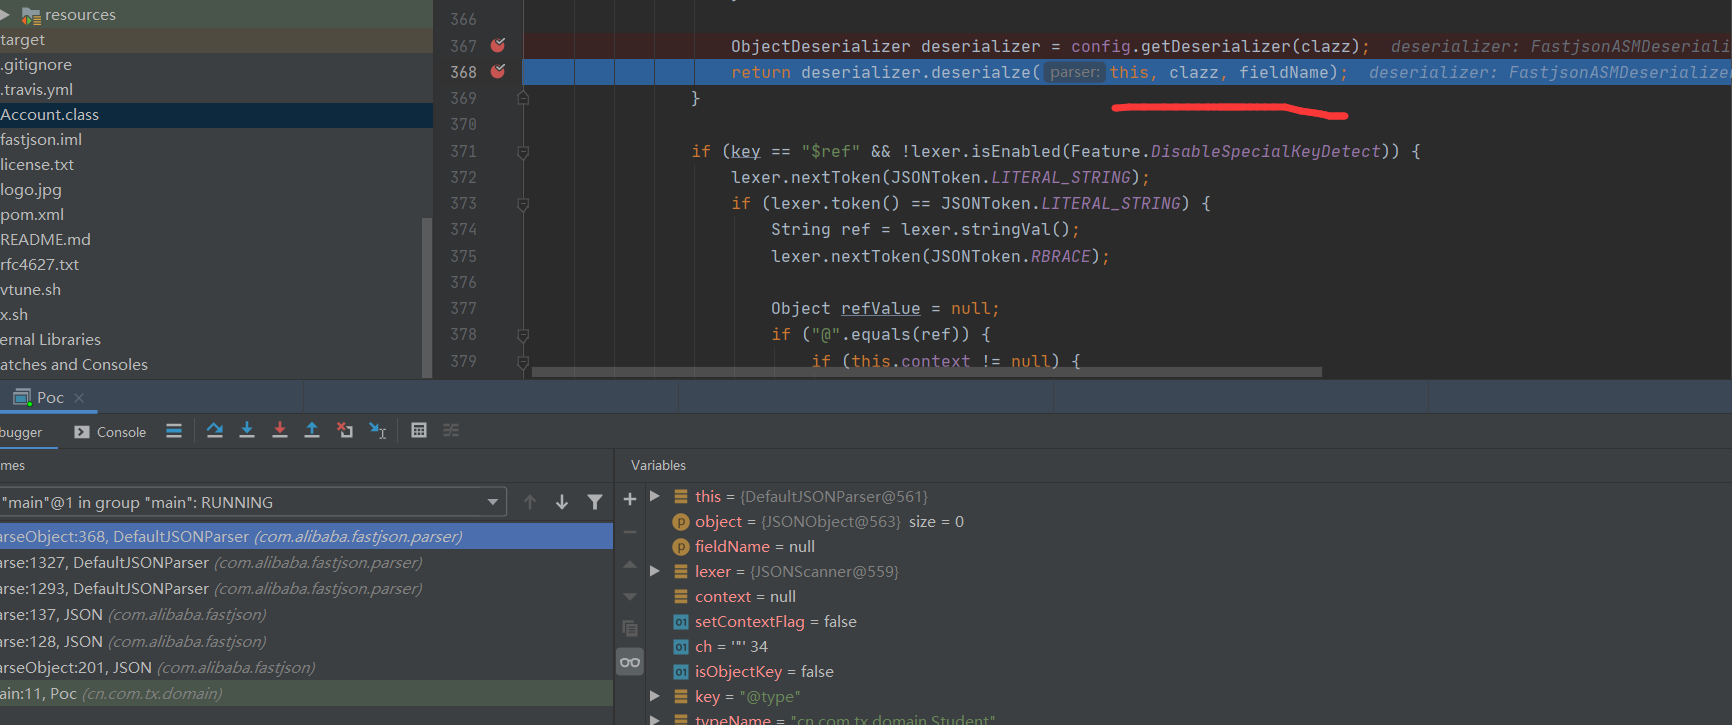 resources
target
.gitignore
.travis.yml
Account.class
fastjson.iml
license.txt
logo.jpg
pom.xml
README.md
rfc4627.txt
vtune.sh
x.sh
ernal Libraries
atches and Consoles
366
367 ObjectDeserializer deserializer = config.getDeserializer(clazz); deserializer: FastjsonASMDeseriali
368 return deserializer.deserialze( parser: this, clazz, fieldName); deserializer: FastjsonASMDeserializer
369 }
370
371 if (key == "$ref" && !lexer.isEnabled(Feature.DisableSpecialKeyDetect)) {
372 lexer.nextToken(JSONToken.LITERAL_STRING);
373 if (lexer.token() == JSONToken.LITERAL_STRING) {
374 String ref = lexer.stringVal();
375 lexer.nextToken(JSONToken.RBRACE);
376
377 Object refValue = null;
378 if ("@".equals(ref)) {
379 if (this.context != null) {
Poc
bugger Console
mes
"main"@1 in group "main": RUNNING
arseObject:368, DefaultJSONParser (com.alibaba.fastjson.parser)
arse:1327, DefaultJSONParser (com.alibaba.fastjson.parser)
arse:1293, DefaultJSONParser (com.alibaba.fastjson.parser)
arse:137, JSON (com.alibaba.fastjson)
arse:128, JSON (com.alibaba.fastjson)
arseObject:201, JSON (com.alibaba.fastjson)
ain:11, Poc (cn.com.tx.domain)
Variables
this = {DefaultJSONParser@561}
object = {JSONObject@563} size = 0
fieldName = null
lexer = {JSONScanner@559}
context = null
setContextFlag = false
ch = '"' 34
isObjectKey = false
key = "@type"
typeName = "cn.com.tx.domain.Student"